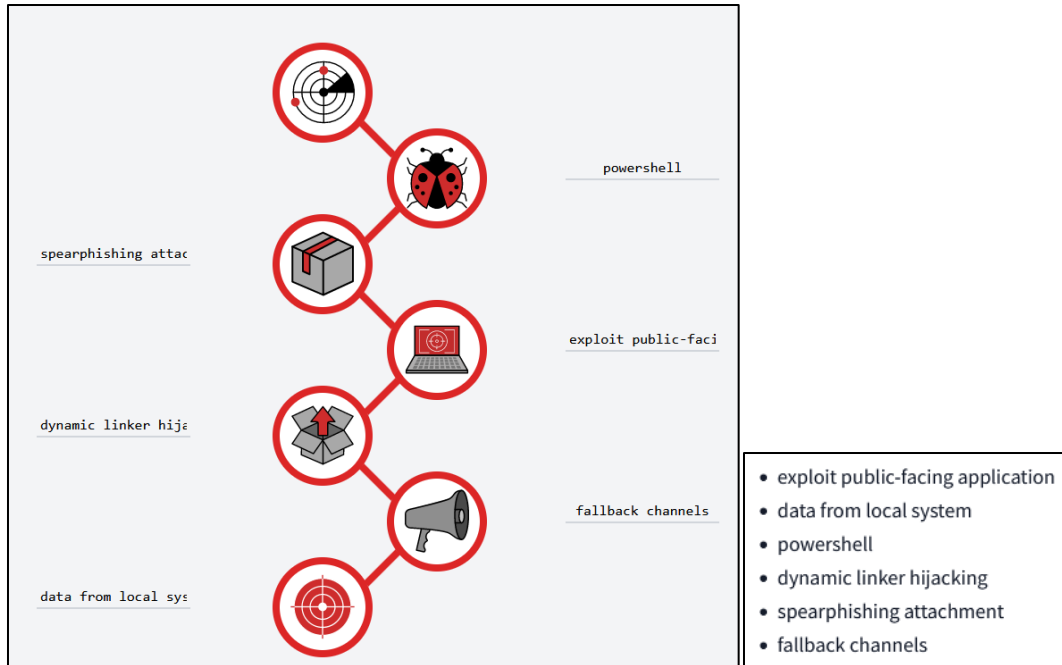 powershell
spearphishing attac
exploit public-faci
dynamic linker hija
fallback channels
data from local sys
• exploit public-facing application
• data from local system
• powershell
• dynamic linker hijacking
• spearphishing attachment
• fallback channels